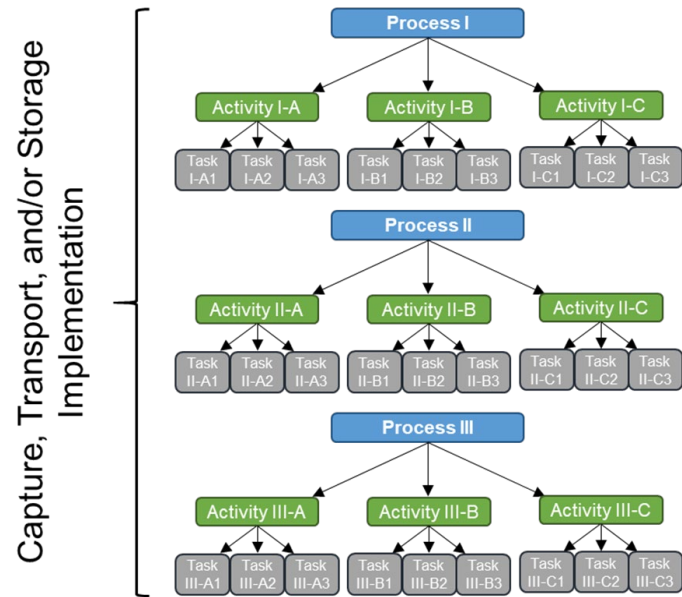 Capture, Transport, and/or Storage
Implementation
Process I
Activity I-A
Activity I-B
Activity I-C
Task
I-A1
Task
I-A2
Task
I-A3
Task
I-B1
Task
I-B2
Task
I-B3
Task
I-C1
Task
I-C2
Task
I-C3
Process II
Activity II-A
Activity II-B
Activity II-C
Task
II-A1
Task
II-A2
Task
II-A3
Task
II-B1
Task
II-B2
Task
II-B3
Task
II-C1
Task
II-C2
Task
II-C3
Process III
Activity III-A
Activity III-B
Activity III-C
Task
III-A1
Task
III-A2
Task
III-A3
Task
III-B1
Task
III-B2
Task
III-B3
Task
III-C1
Task
III-C2
Task
III-C3